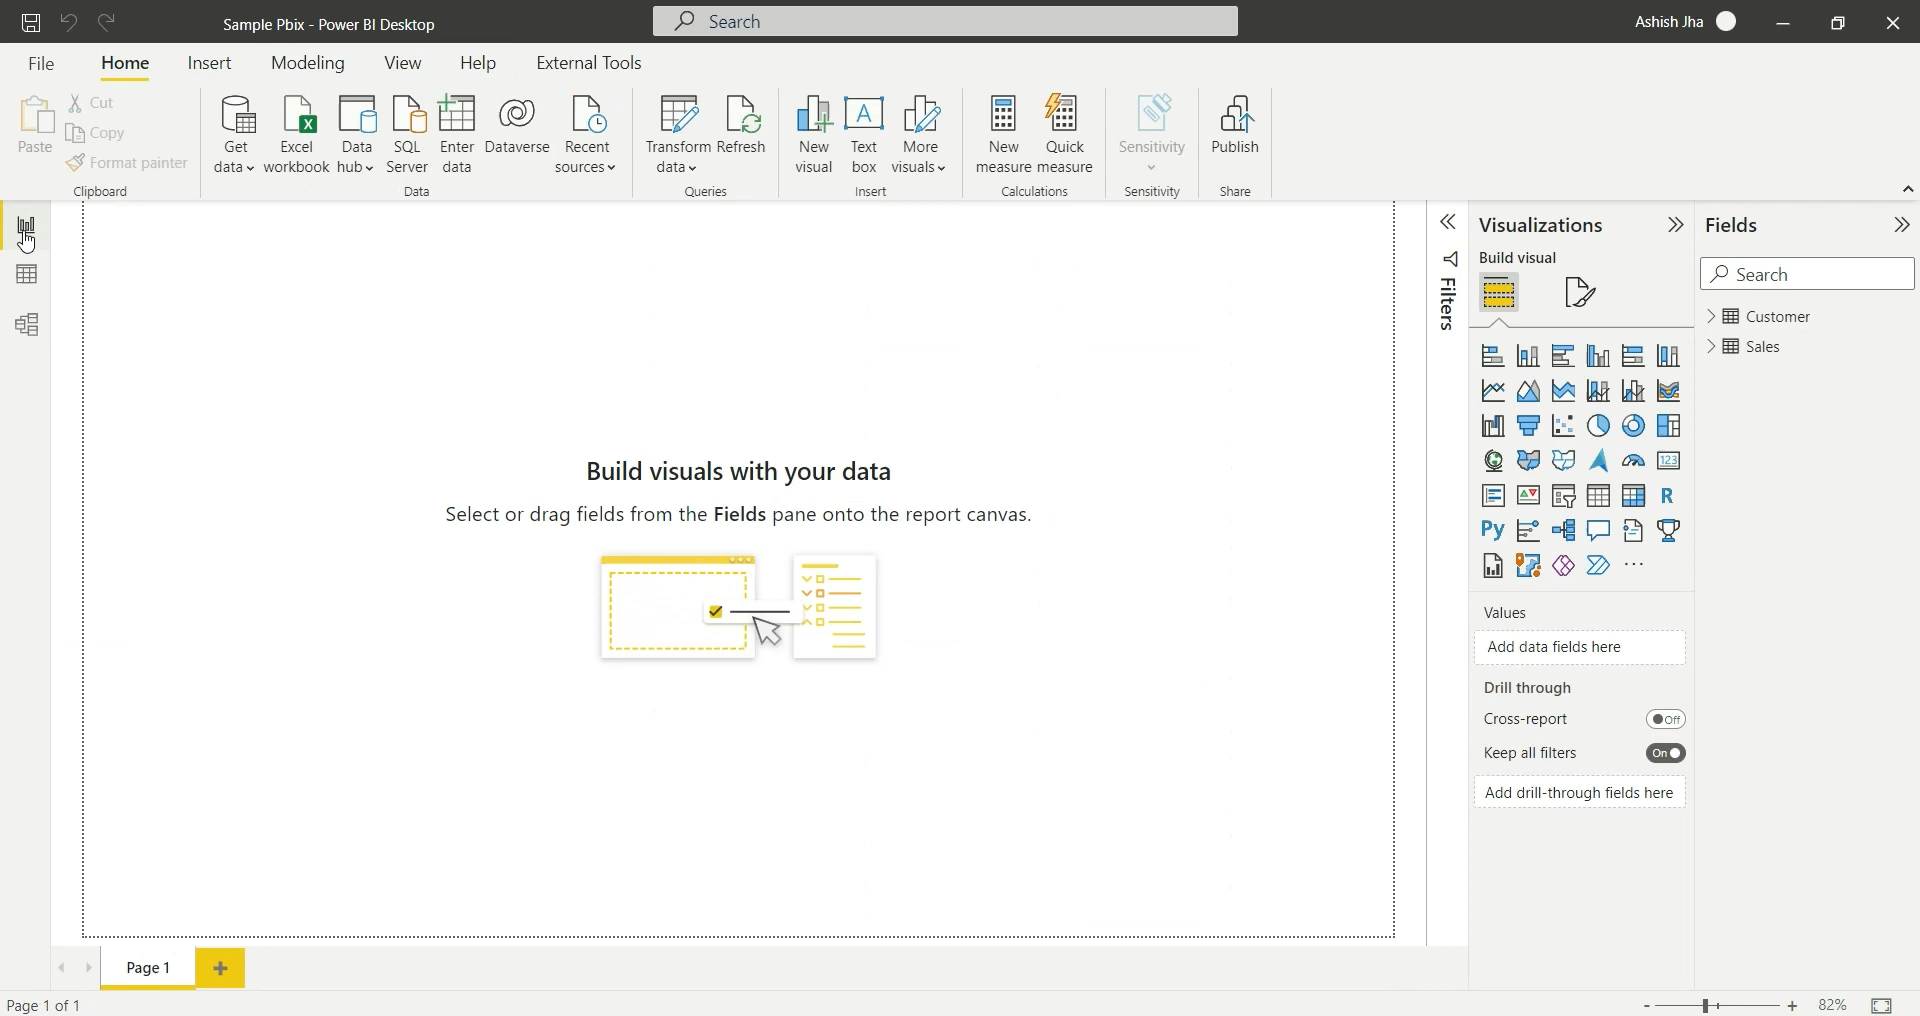 Sample Pbix - Power BI Desktop
Search
Ashish Jha
File
Home
Insert
Modeling
View
Help
External Tools
Paste
Cut
Copy
Format painter
Clipboard
Get
data
Excel
workbook
Data
hub
SQL
Server
Enter
data
Dataverse
Recent
sources
Data
Transform
data
Refresh
Queries
New
visual
Text
box
More
visuals
Insert
New
measure
Quick
measure
Calculations
Sensitivity
Sensitivity
Publish
Share
Build visuals with your data
Select or drag fields from the Fields pane onto the report canvas.
Filters
Visualizations
Build visual
123
R
Py
Values
Add data fields here
Drill through
Cross-report
Off
Keep all filters
On
Add drill-through fields here
Fields
Search
Customer
Sales
Page 1
Page 1 of 1
82%